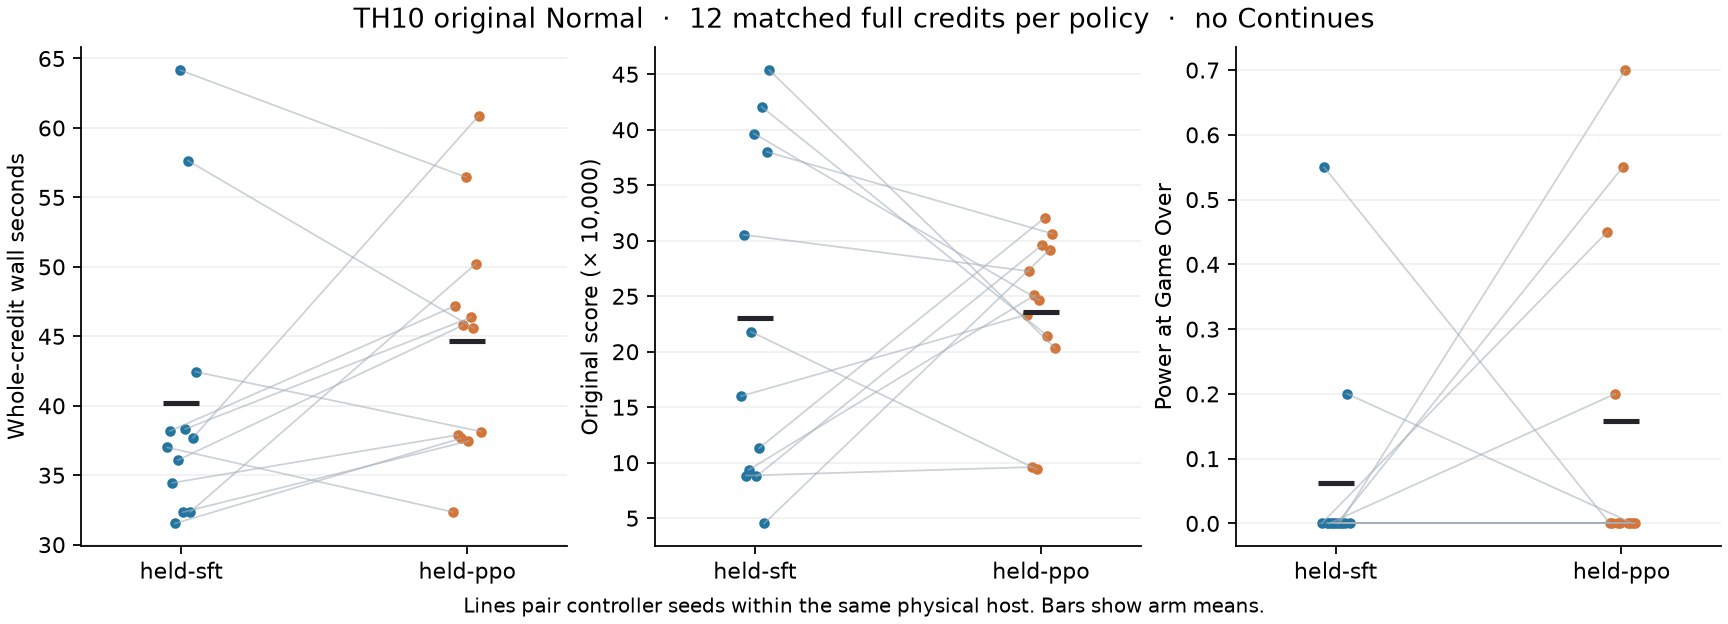 TH10 original Normal · 12 matched full credits per policy · no Continues
Whole-credit wall seconds
65
60
55
50
45
40
35
30
held-sft
held-ppo
Original score (× 10,000)
45
40
35
30
25
20
15
10
5
held-sft
held-ppo
Power at Game Over
0.7
0.6
0.5
0.4
0.3
0.2
0.1
0.0
held-sft
held-ppo
Lines pair controller seeds within the same physical host. Bars show arm means.